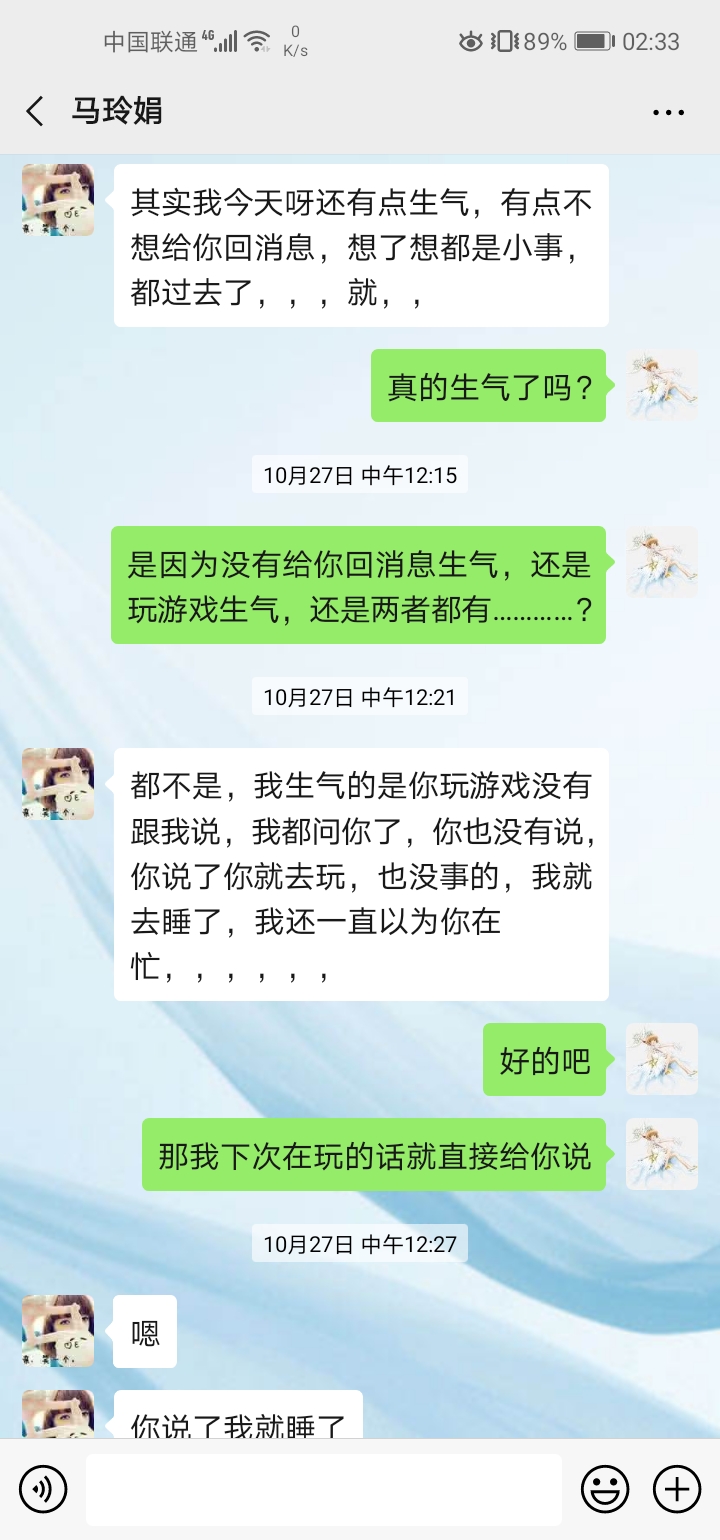 中国联通 4G 0 K/s 89% 02:33
马玲娟
其实我今天呀还有点生气，有点不
想给你回消息，想了想都是小事，
都过去了，，，就，，
真的生气了吗？
10月27日 中午12:15
是因为没有给你回消息生气，还是
玩游戏生气，还是两者都有…………？
10月27日 中午12:21
都不是，我生气的是你玩游戏没有
跟我说，我都问你了，你也没有说，
你说了你就去玩，也没事的，我就
去睡了，我还一直以为你在
忙，，，，，，
好的吧
那我下次在玩的话就直接给你说
10月27日 中午12:27
嗯
你说了我就睡了